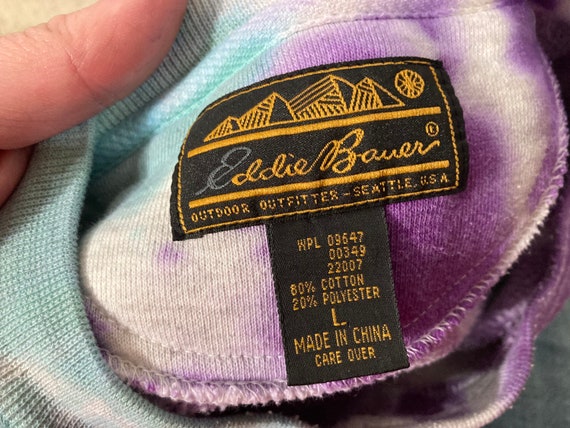 Eddie Bauer®
OUTDOOR OUTFITTER - SEATTLE, U.S.A
WPL 09647
00349
22007
80% COTTON
20% POLYESTER
L
MADE IN CHINA
CARE OVER